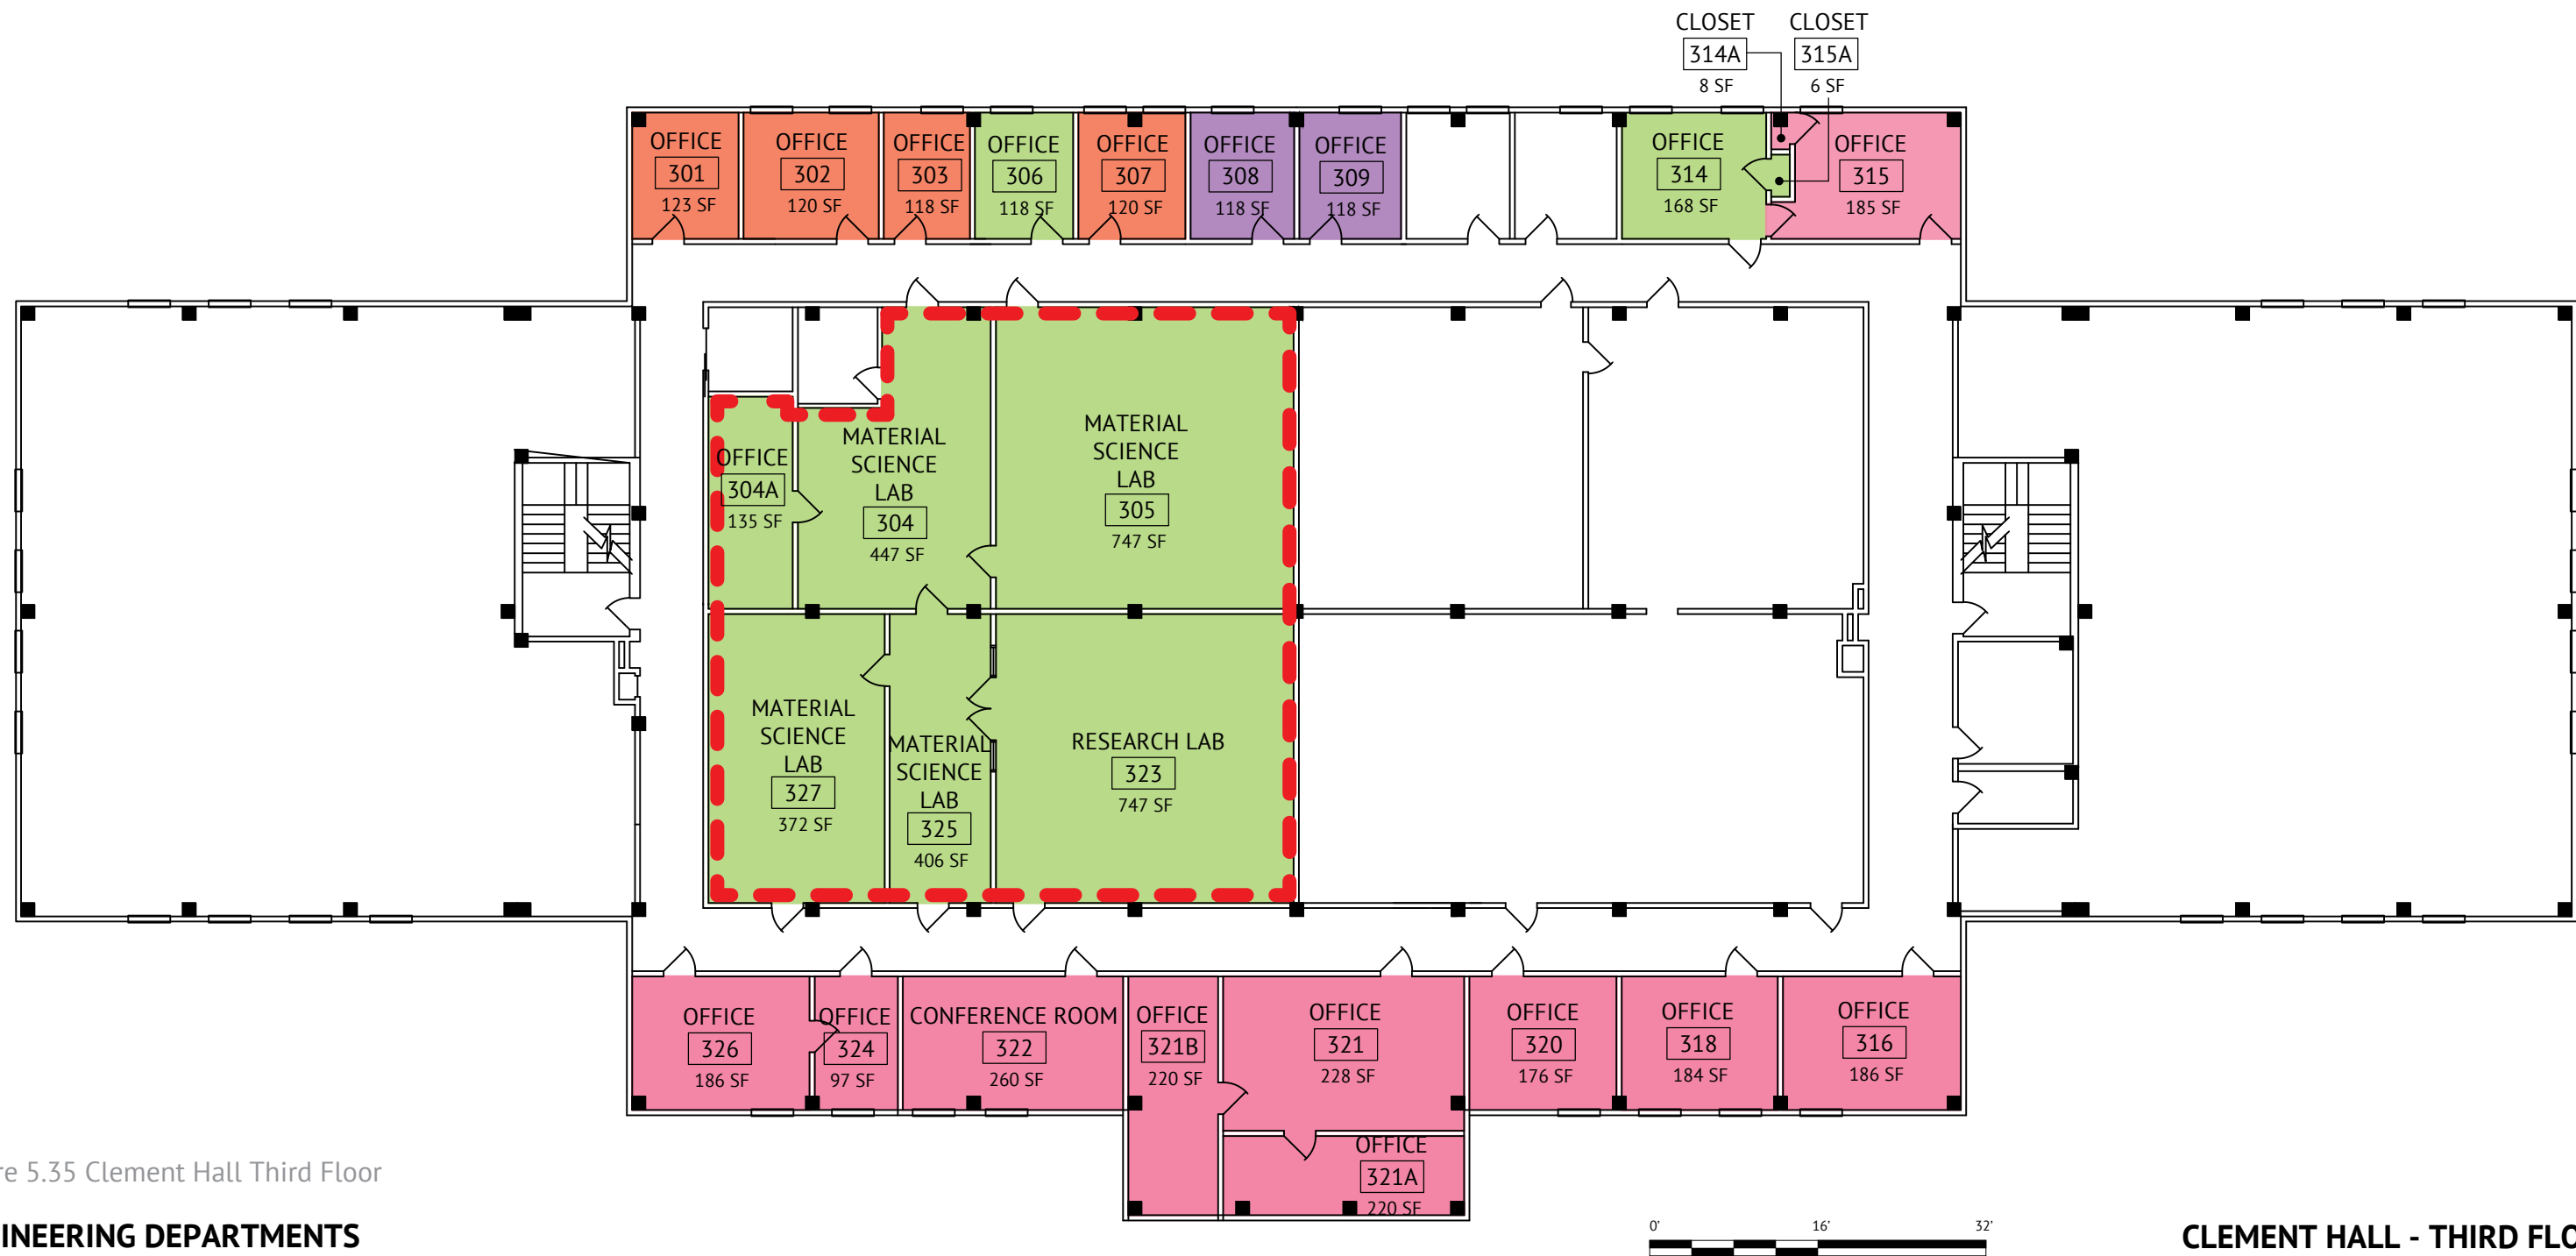 CLOSET
314A
8 SF
CLOSET
315A
6 SF
OFFICE
301
123 SF
OFFICE
302
120 SF
OFFICE
303
118 SF
OFFICE
306
118 SF
OFFICE
307
120 SF
OFFICE
308
118 SF
OFFICE
309
118 SF
OFFICE
314
168 SF
OFFICE
315
185 SF
OFFICE
304A
135 SF
MATERIAL
SCIENCE
LAB
304
447 SF
MATERIAL
SCIENCE
LAB
305
747 SF
MATERIAL
SCIENCE
LAB
327
372 SF
MATERIAL
SCIENCE
LAB
325
406 SF
RESEARCH LAB
323
747 SF
OFFICE
326
186 SF
OFFICE
324
97 SF
CONFERENCE ROOM
322
260 SF
OFFICE
321B
220 SF
OFFICE
321
228 SF
OFFICE
321A
220 SF
OFFICE
320
176 SF
OFFICE
318
184 SF
OFFICE
316
186 SF
re 5.35 Clement Hall Third Floor
INEERING DEPARTMENTS
0' 16' 32'
CLEMENT HALL - THIRD FLO